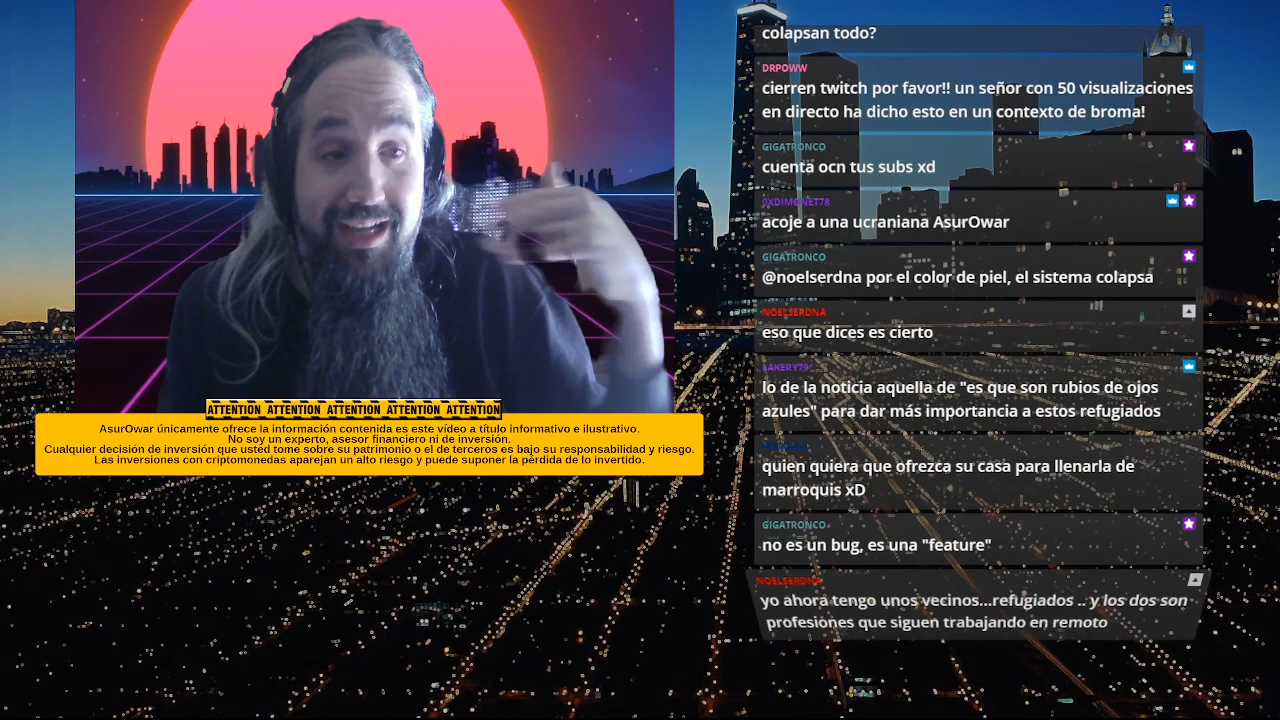 colapsan todo?
DRPOWW
cierren twitch por favor!! un señor con 50 visualizaciones
en directo ha dicho esto en un contexto de broma!
GIGATRONCO
cuenta ocn tus subs xd
acoje a una ucraniana AsurOwar
GIGATRONCO
@noelserdna por el color de piel, el sistema colapsa
NOELSERDNA
eso que dices es cierto
LAKERY79
lo de la noticia aquella de "es que son rubios de ojos
azules" para dar más importancia a estos refugiados
quien quiera que ofrezca su casa para llenarla de
marroquis xD
GIGATRONCO
no es un bug, es una "feature"
NOELSERDNA
yo ahora tengo unos vecinos...refugiados .. y los dos son
profesiones que siguen trabajando en remoto
ATTENTION ATTENTION ATTENTION ATTENTION ATTENTION
AsurOwar únicamente ofrece la información contenida es este vídeo a título informativo e ilustrativo.
No soy un experto, asesor financiero ni de inversión.
Cualquier decisión de inversión que usted tome sobre su patrimonio o el de terceros es bajo su responsabilidad y riesgo.
Las inversiones con criptomonedas aparejan un alto riesgo y puede suponer la pérdida de lo invertido.